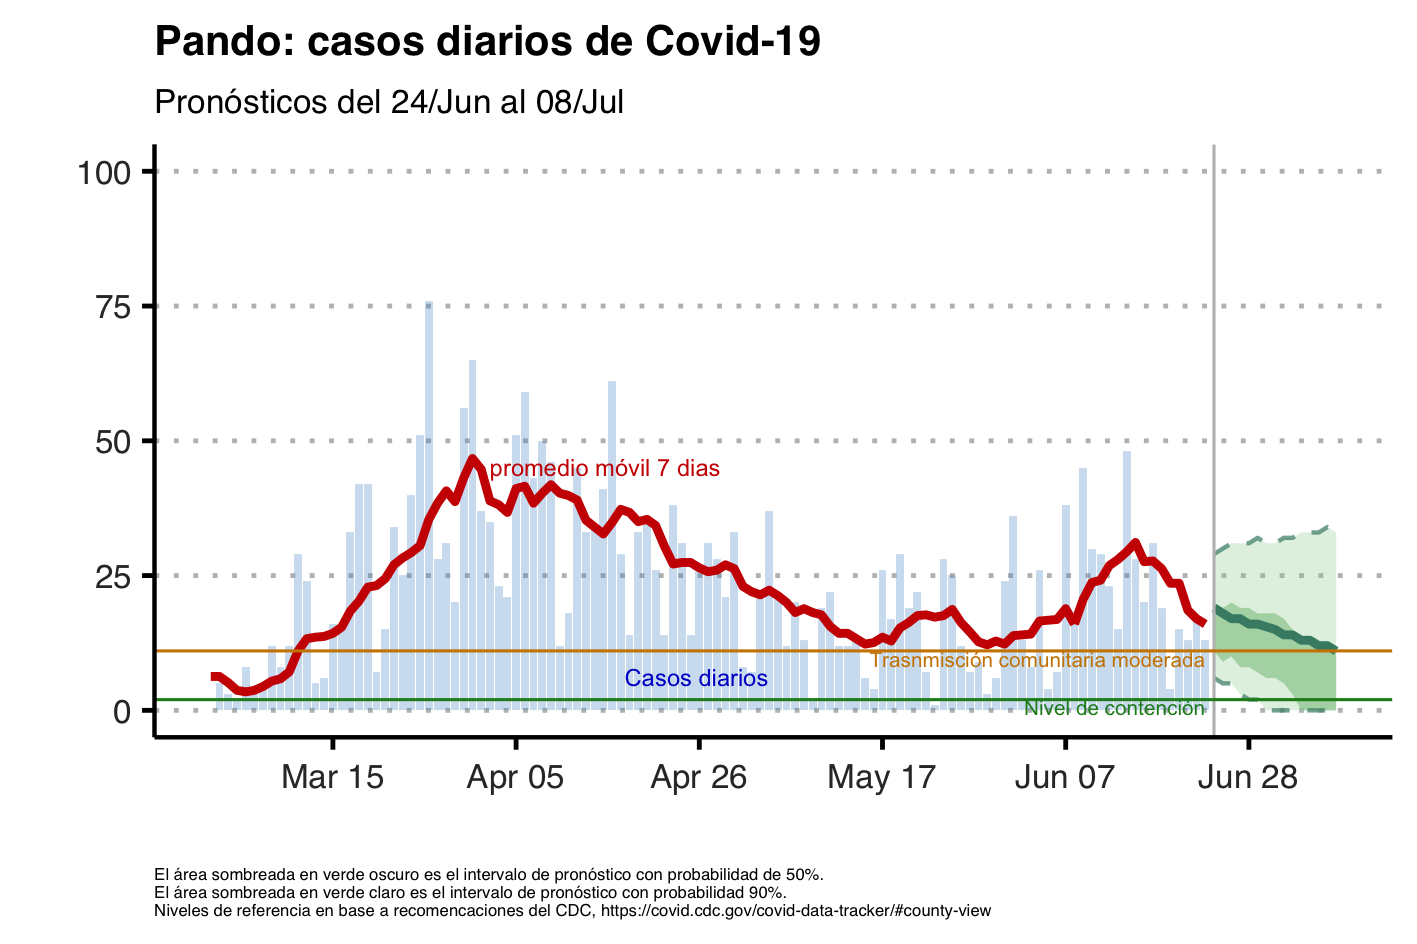 Pando: casos diarios de Covid-19
Pronósticos del 24/Jun al 08/Jul
100
75
50
25
0
promedio móvil 7 dias
Trasnmisción comunitaria moderada
Casos diarios
Nivel de contención
Mar 15
Apr 05
Apr 26
May 17
Jun 07
Jun 28
El área sombreada en verde oscuro es el intervalo de pronóstico con probabilidad de 50%.
El área sombreada en verde claro es el intervalo de pronóstico con probabilidad 90%.
Niveles de referencia en base a recomencaciones del CDC, https://covid.cdc.gov/covid-data-tracker/#county-view